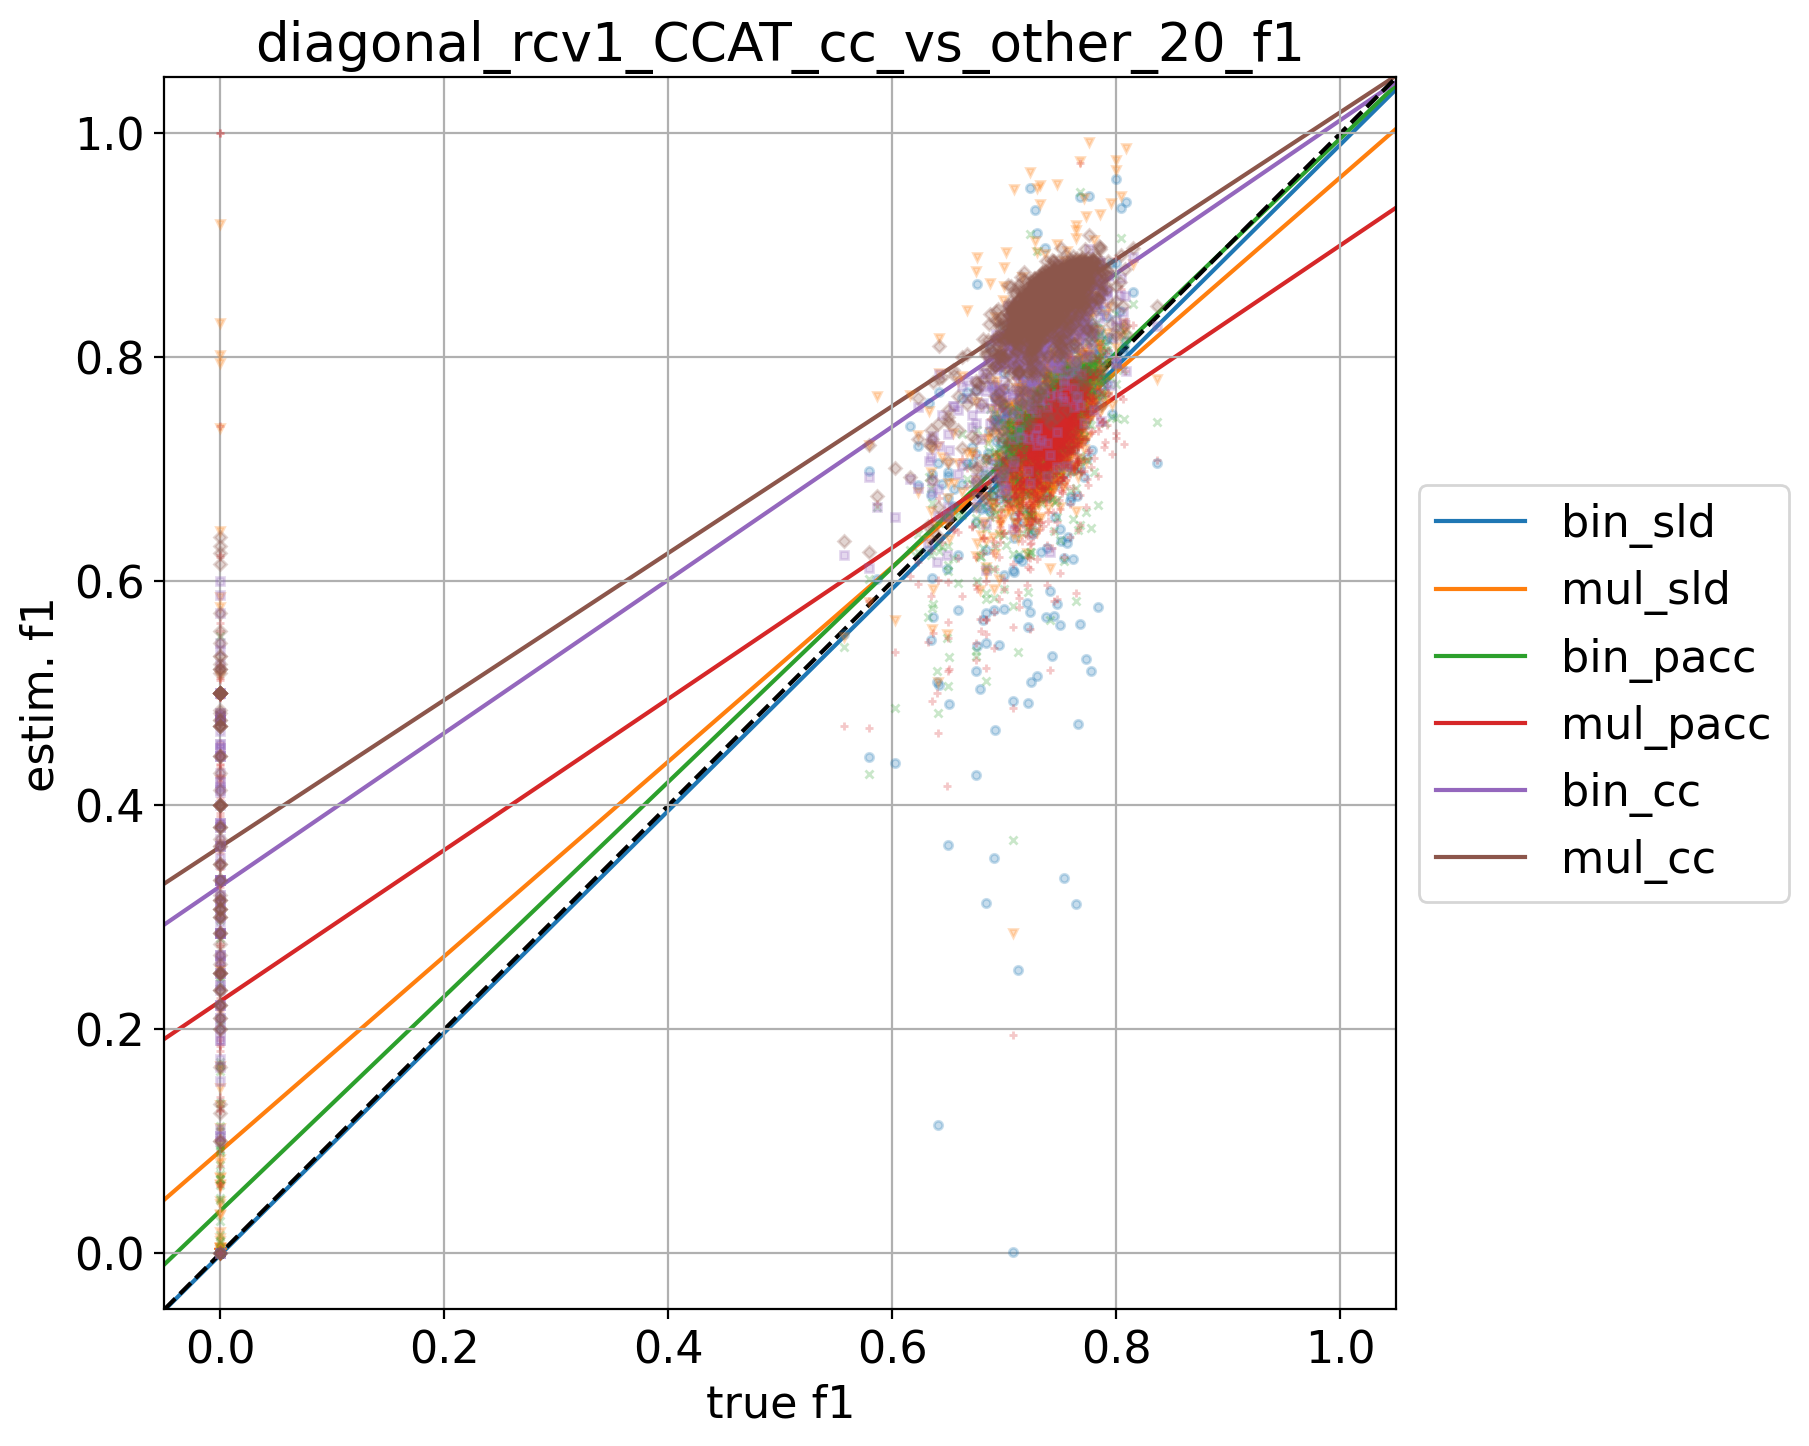 diagonal_rcv1_CCAT_cc_vs_other_20_f1
1.0
0.8
0.6
0.4
0.2
0.0
estim. f1
0.0 0.2 0.4 0.6 0.8 1.0
true f1
bin_sld
mul_sld
bin_pacc
mul_pacc
bin_cc
mul_cc